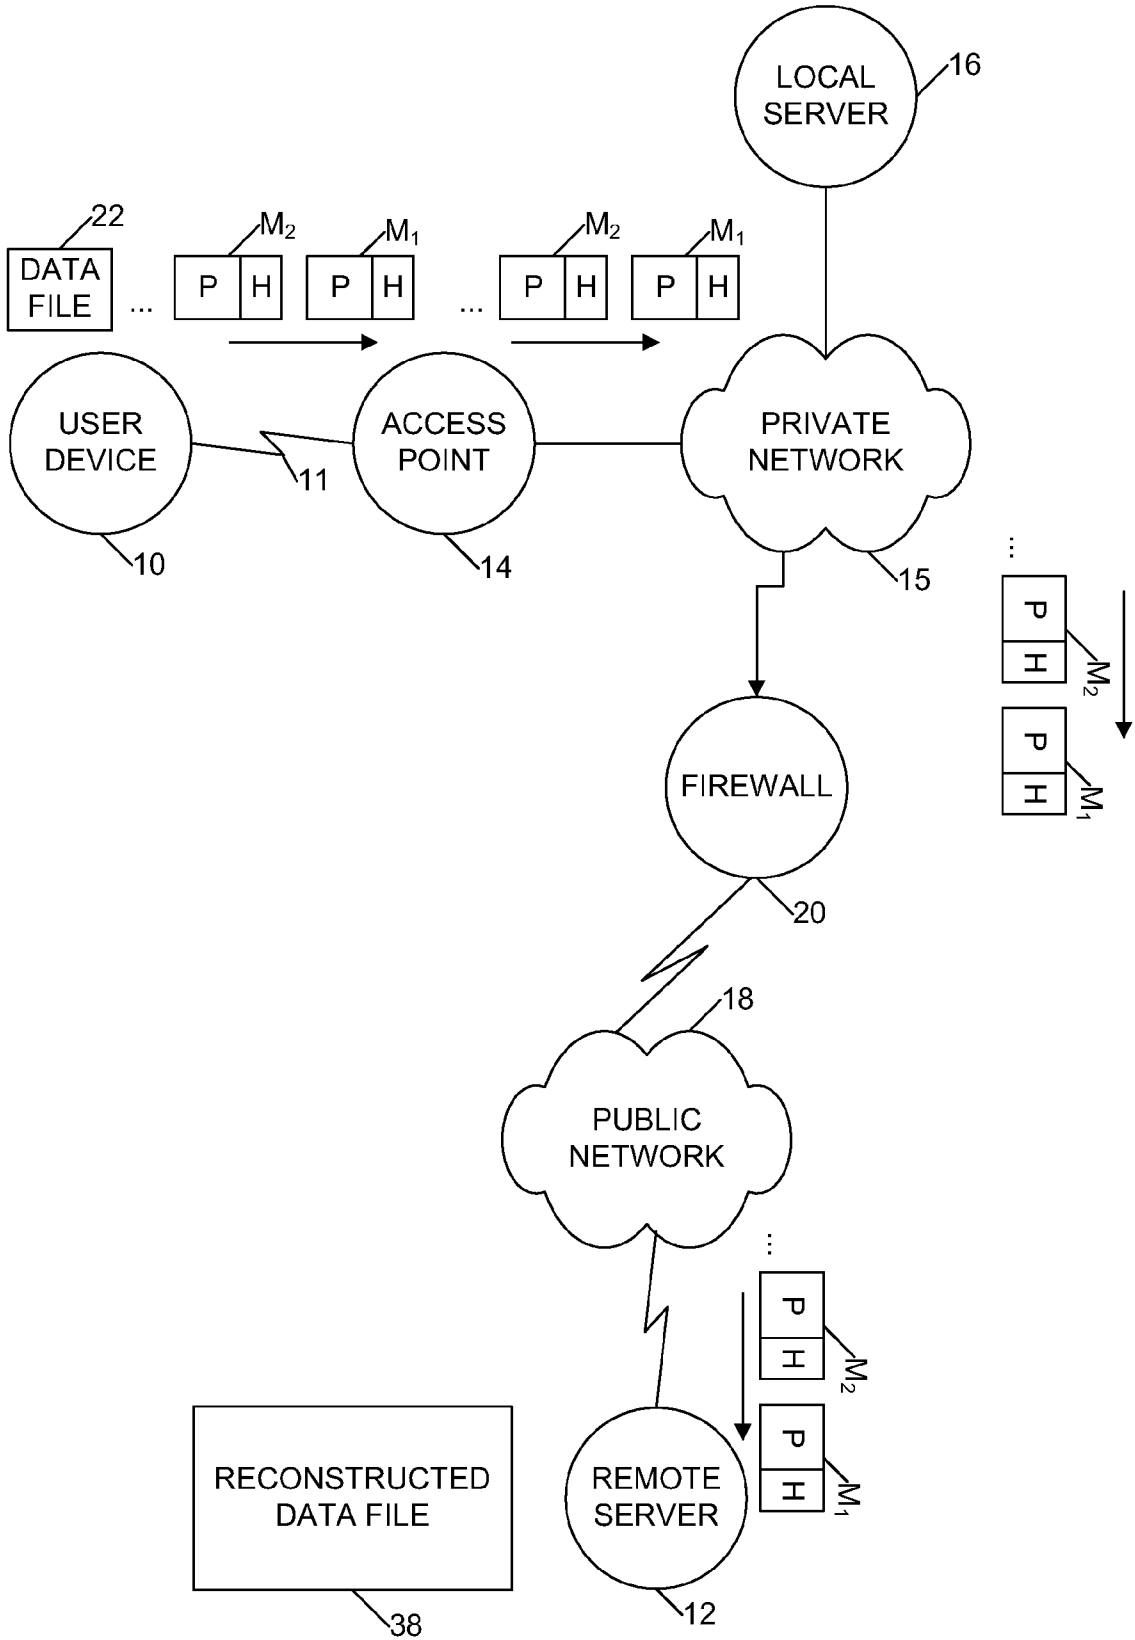 LOCAL
SERVER
16
22
DATA
FILE
...
M2
P H
M1
P H
...
M2
P H
M1
P H
USER
DEVICE
10
11
ACCESS
POINT
14
PRIVATE
NETWORK
15
...
P H
M2
P H
M1
FIREWALL
20
18
PUBLIC
NETWORK
...
P H
M2
P H
M1
RECONSTRUCTED
DATA FILE
38
REMOTE
SERVER
12